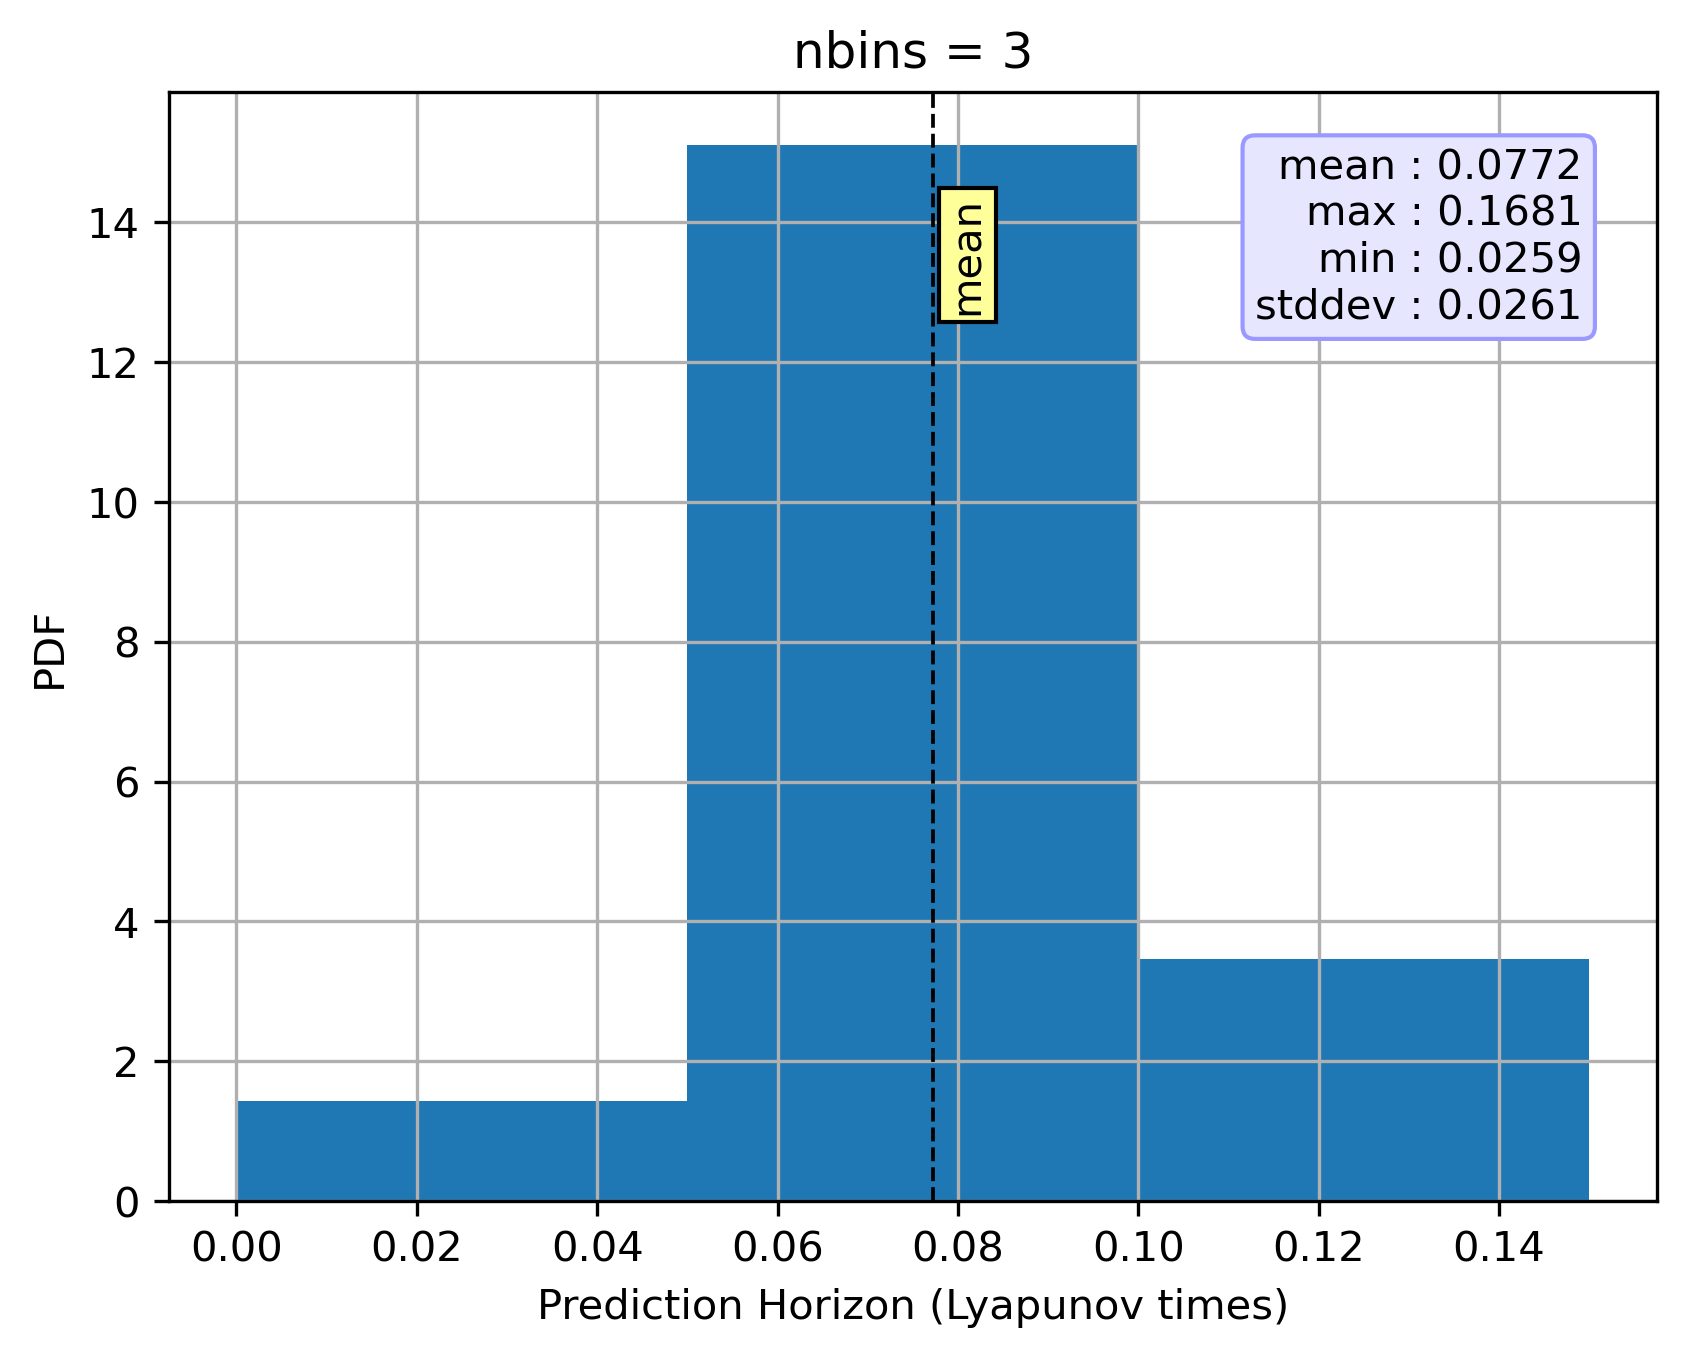 nbins = 3
mean : 0.0772
max : 0.1681
min : 0.0259
stddev : 0.0261
mean
PDF
14
12
10
8
6
4
2
0
0.00 0.02 0.04 0.06 0.08 0.10 0.12 0.14
Prediction Horizon (Lyapunov times)